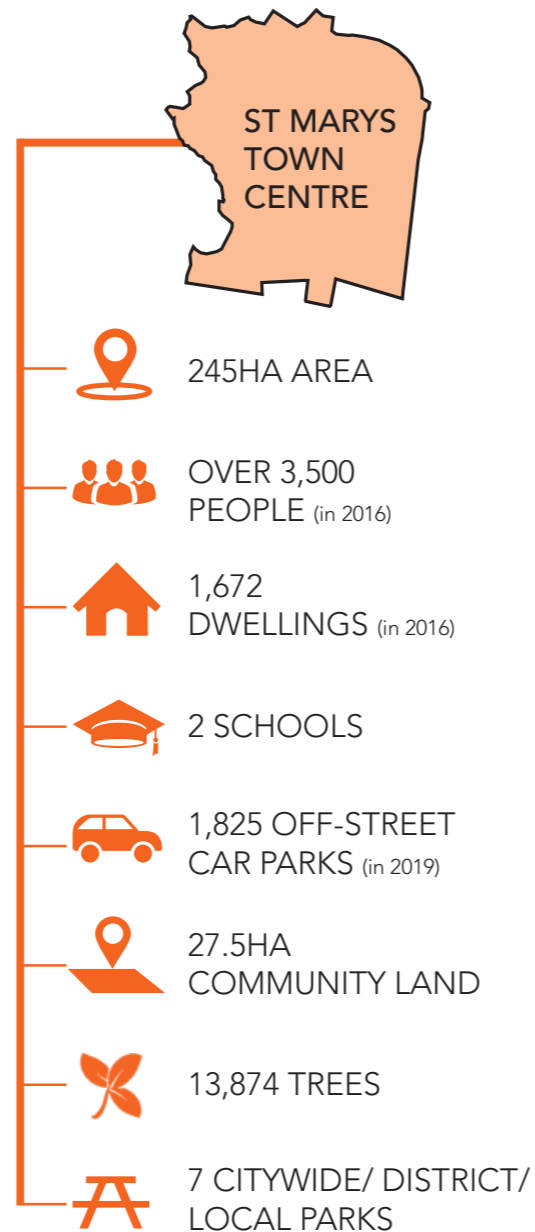 ST MARYS
TOWN
CENTRE
245HA AREA
OVER 3,500
PEOPLE (in 2016)
1,672
DWELLINGS (in 2016)
2 SCHOOLS
1,825 OFF-STREET
CAR PARKS (in 2019)
27.5HA
COMMUNITY LAND
13,874 TREES
7 CITYWIDE/ DISTRICT/
LOCAL PARKS